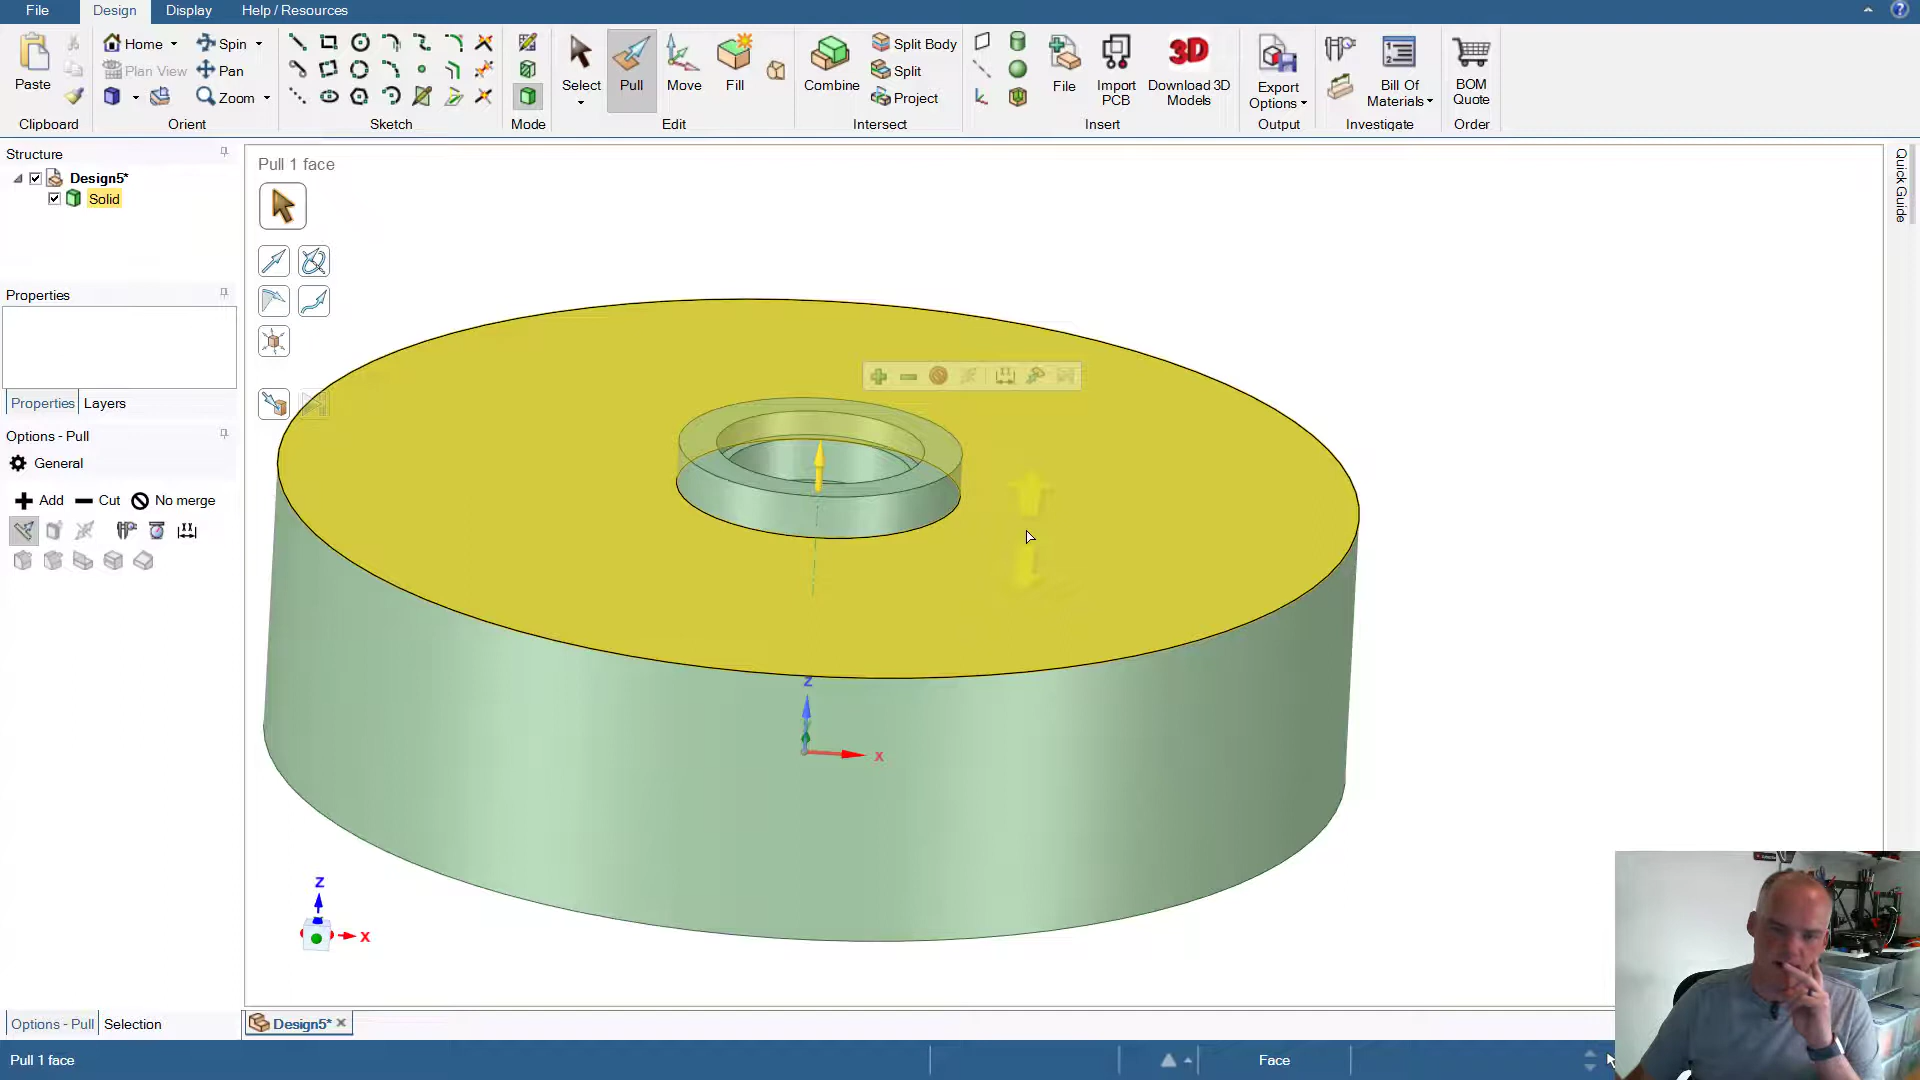 File Design Display Help / Resources
Paste
Home Plan View Spin Pan Zoom
Select Pull Move Fill
Combine Split Body Split Project
File Import PCB Download 3D Models
3D
Export Options
Bill Of Materials
BOM Quote
Clipboard Orient Sketch Mode Edit Intersect Insert Output Investigate Order
Structure
Design5*
Solid
Properties
Properties Layers
Options - Pull
General
Add Cut No merge
Pull 1 face
Quick Guide
Z
X
Z
X
Options - Pull Selection
Design5*
Pull 1 face
Face